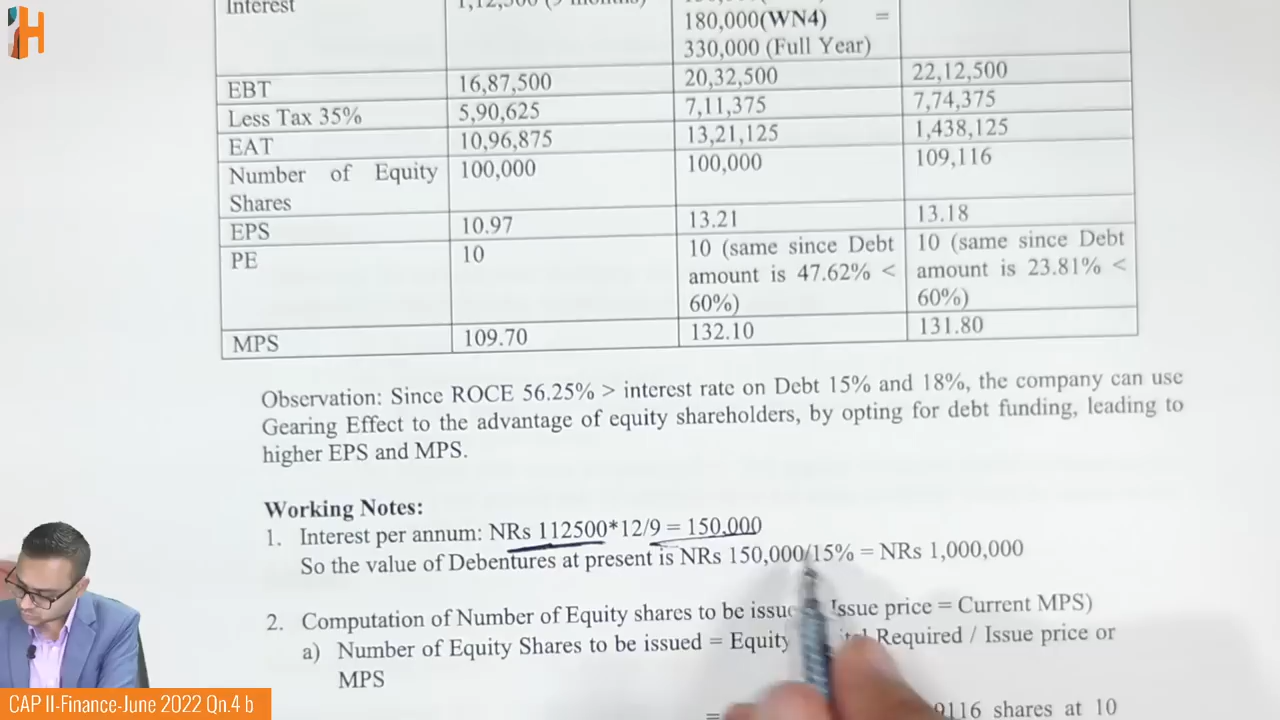 H
Interest
180,000(WN4) =
330,000 (Full Year)
EBT 16,87,500 20,32,500 22,12,500
Less Tax 35% 5,90,625 7,11,375 7,74,375
EAT 10,96,875 13,21,125 1,438,125
Number of Equity 100,000 100,000 109,116
Shares
EPS 10.97 13.21 13.18
PE 10 10 (same since Debt 10 (same since Debt
amount is 47.62% < amount is 23.81% <
60%) 60%)
MPS 109.70 132.10 131.80
Observation: Since ROCE 56.25% > interest rate on Debt 15% and 18%, the company can use
Gearing Effect to the advantage of equity shareholders, by opting for debt funding, leading to
higher EPS and MPS.
Working Notes:
1. Interest per annum: NRs 112500*12/9 = 150,000
So the value of Debentures at present is NRs 150,000/15% = NRs 1,000,000
2. Computation of Number of Equity shares to be Issue price = Current MPS)
a) Number of Equity Shares to be issued = Equity Required / Issue price or
MPS
= shares at 10
CAP II-Finance-June 2022 Qn.4 b